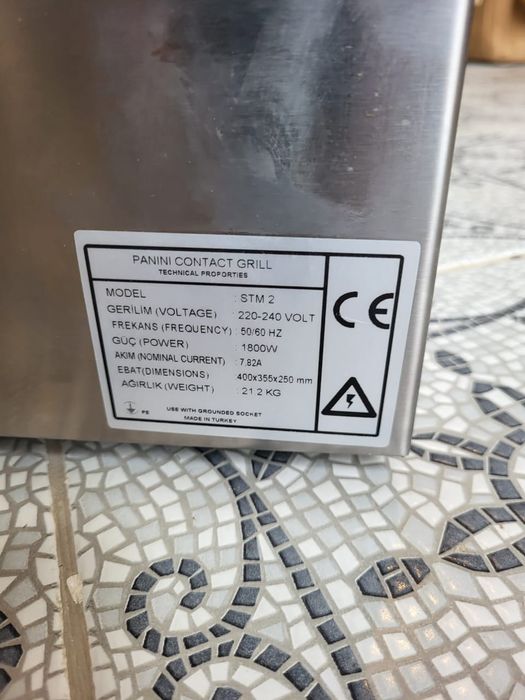 PANINI CONTACT GRILL
TECHNICAL PROPORTIES
MODEL : STM 2
GERİLİM (VOLTAGE) : 220-240 VOLT
FREKANS (FREQUENCY) : 50/60 HZ
GÜÇ (POWER) : 1800W
AKIM (NOMINAL CURRENT) : 7.82A
EBAT(DIMENSIONS) : 400x355x250 mm
AĞIRLIK (WEIGHT) : 21.2 KG
CE
PE USE WITH GROUNDED SOCKET
MADE IN TURKEY